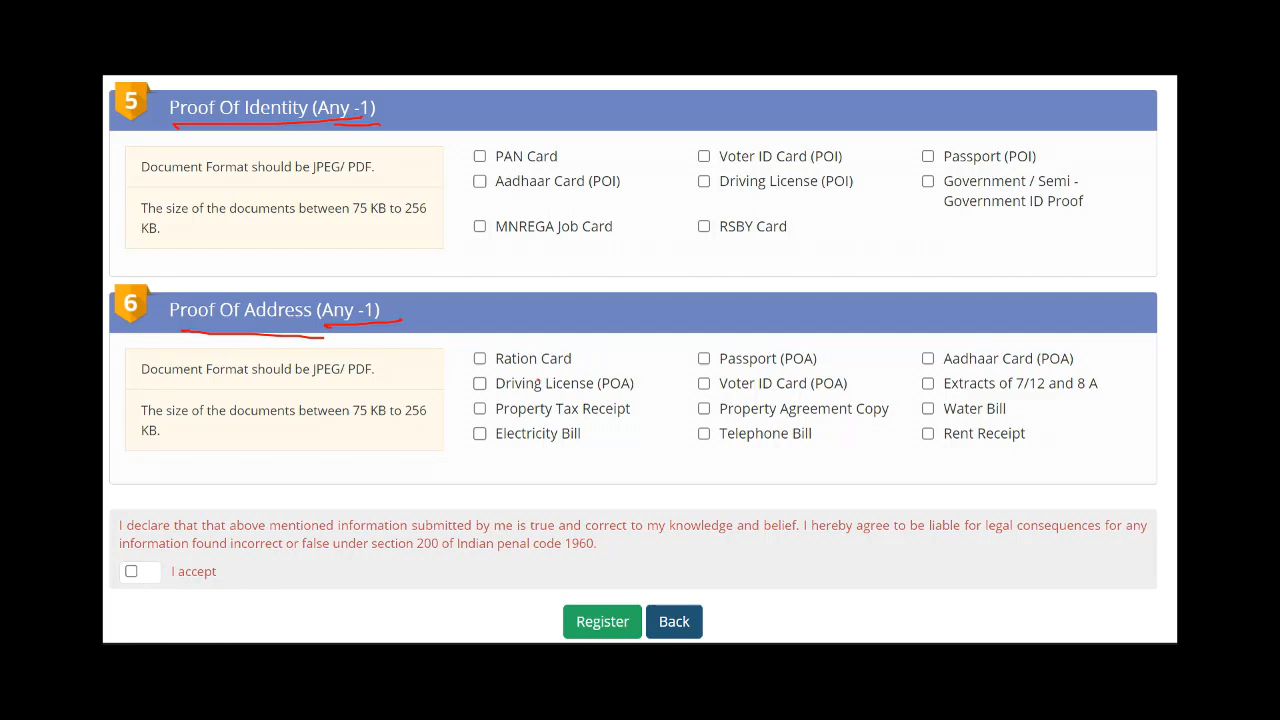 5
Proof Of Identity (Any -1)
Document Format should be JPEG/ PDF.
The size of the documents between 75 KB to 256
KB.
PAN Card
Voter ID Card (POI)
Passport (POI)
Aadhaar Card (POI)
Driving License (POI)
Government / Semi -
Government ID Proof
MNREGA Job Card
RSBY Card
6
Proof Of Address (Any -1)
Document Format should be JPEG/ PDF.
The size of the documents between 75 KB to 256
KB.
Ration Card
Passport (POA)
Aadhaar Card (POA)
Driving License (POA)
Voter ID Card (POA)
Extracts of 7/12 and 8 A
Property Tax Receipt
Property Agreement Copy
Water Bill
Electricity Bill
Telephone Bill
Rent Receipt
I declare that that above mentioned information submitted by me is true and correct to my knowledge and belief. I hereby agree to be liable for legal consequences for any
information found incorrect or false under section 200 of Indian penal code 1960.
I accept
Register
Back